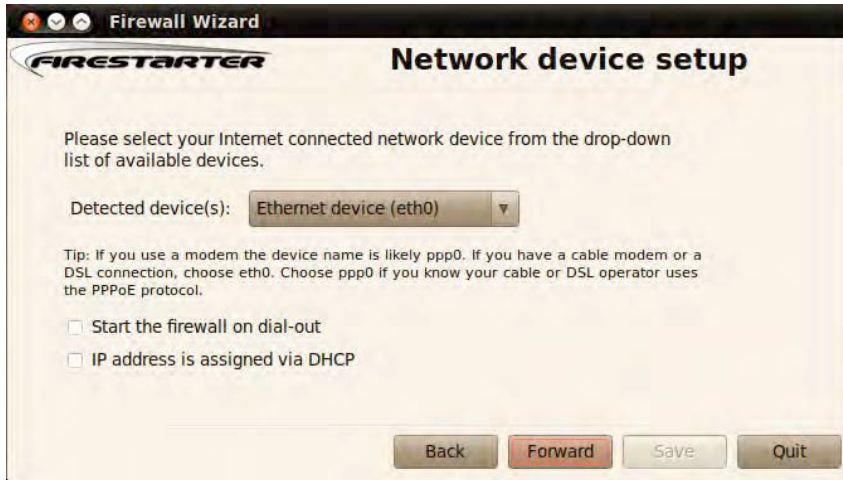 Firewall Wizard
FIRESTARTER
Network device setup
Please select your Internet connected network device from the drop-down
list of available devices.
Detected device(s): Ethernet device (eth0)
Tip: If you use a modem the device name is likely ppp0. If you have a cable modem or a
DSL connection, choose eth0. Choose ppp0 if you know your cable or DSL operator uses
the PPPoE protocol.
Start the firewall on dial-out
IP address is assigned via DHCP
Back Forward Save Quit